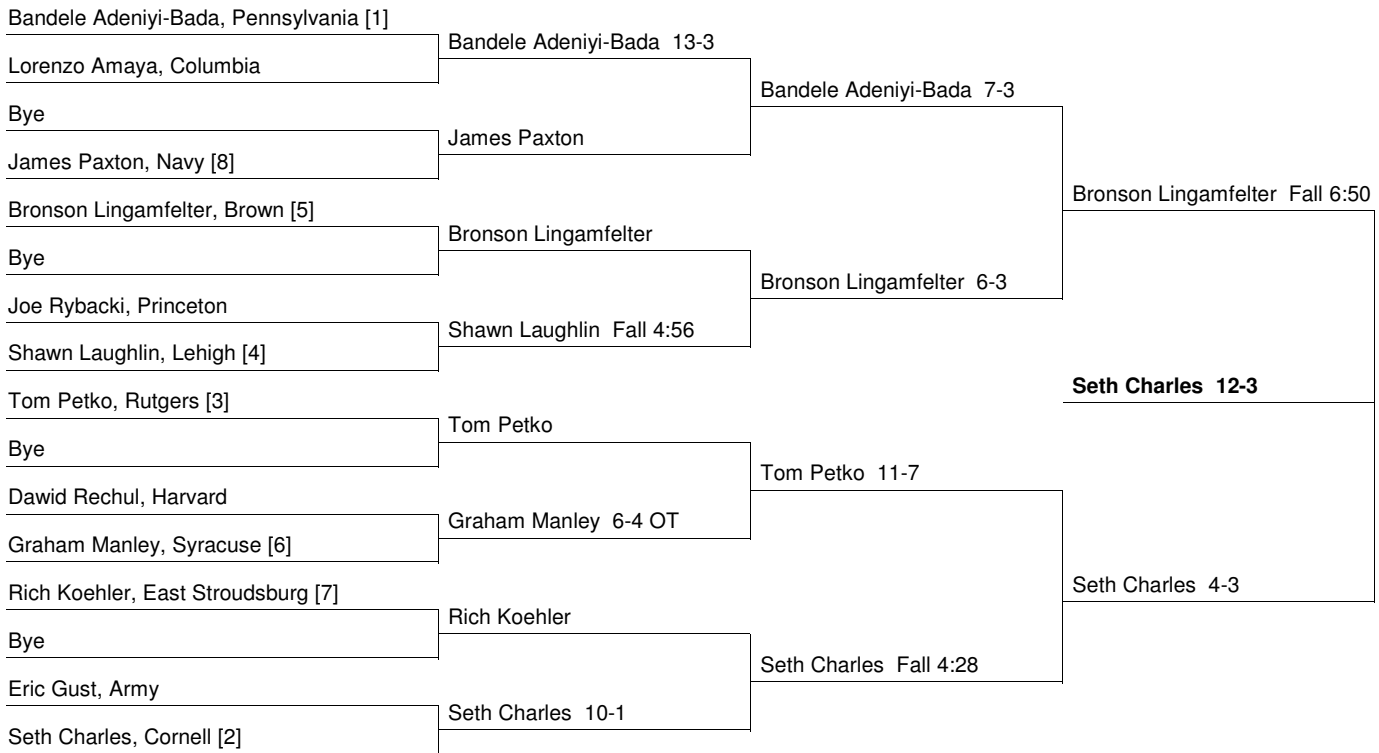 Bandele Adeniyi-Bada, Pennsylvania [1]
Lorenzo Amaya, Columbia
Bye
James Paxton, Navy [8]
Bronson Lingamfelter, Brown [5]
Bye
Joe Rybacki, Princeton
Shawn Laughlin, Lehigh [4]
Tom Petko, Rutgers [3]
Bye
Dawid Rechul, Harvard
Graham Manley, Syracuse [6]
Rich Koehler, East Stroudsburg [7]
Bye
Eric Gust, Army
Seth Charles, Cornell [2]
Bandele Adeniyi-Bada 13-3
James Paxton
Bronson Lingamfelter
Shawn Laughlin Fall 4:56
Tom Petko
Graham Manley 6-4 OT
Rich Koehler
Seth Charles 10-1
Bandele Adeniyi-Bada 7-3
Bronson Lingamfelter 6-3
Tom Petko 11-7
Seth Charles Fall 4:28
Bronson Lingamfelter Fall 6:50
Seth Charles 4-3
Seth Charles 12-3